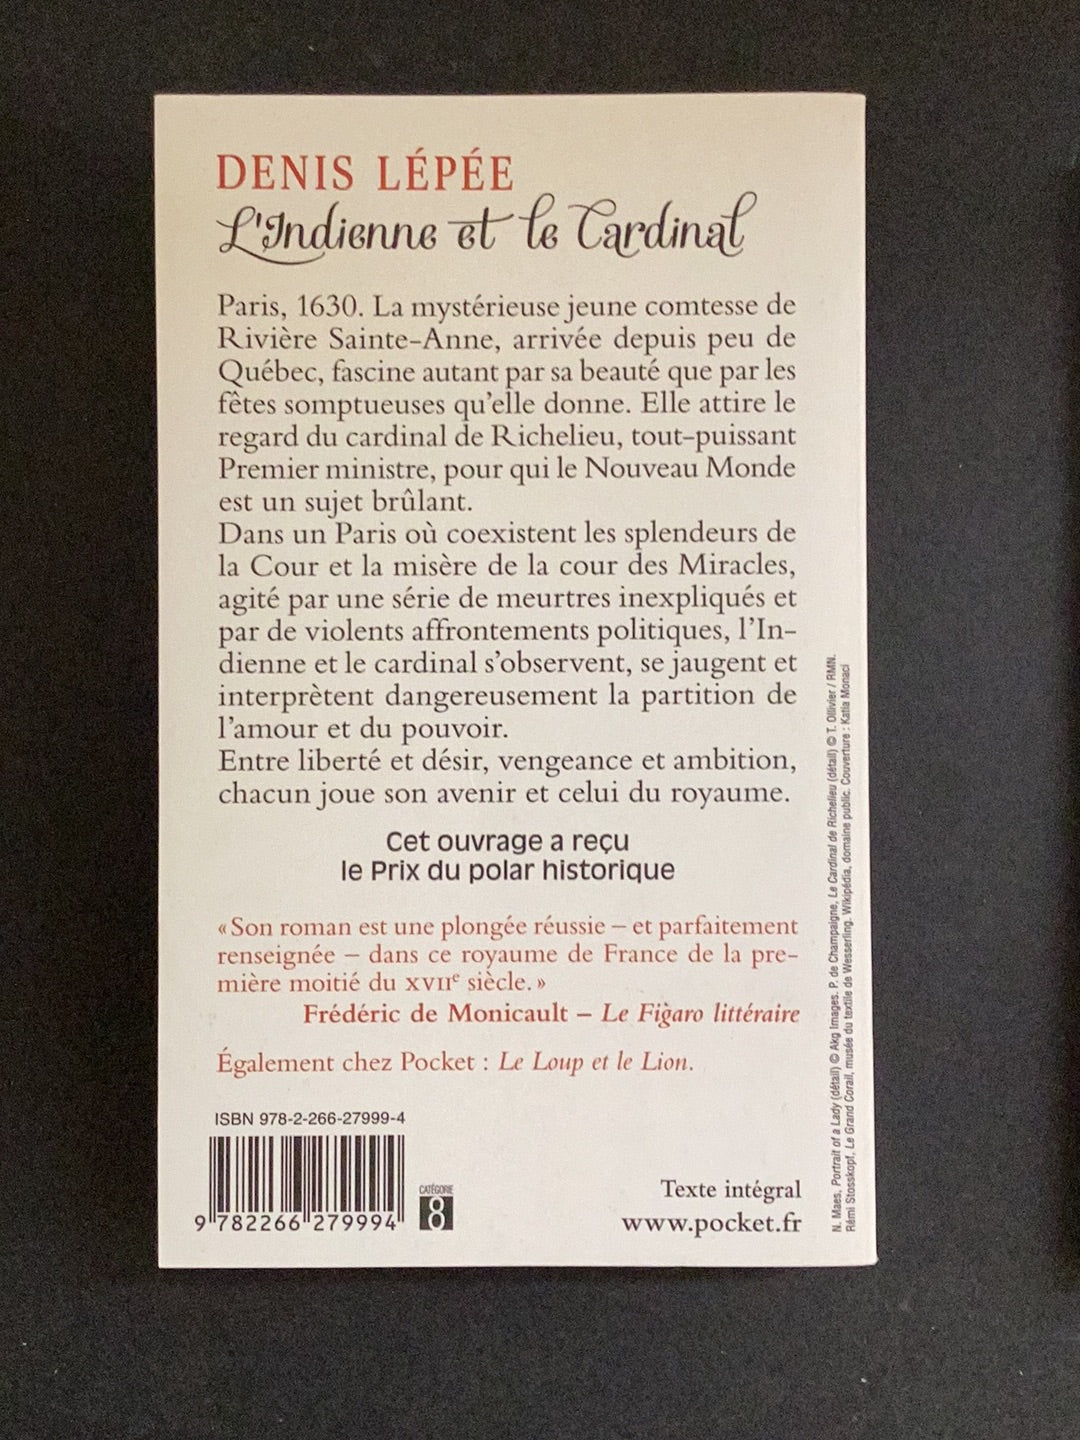 DENIS LÉPÉE
L'Indienne et le Cardinal
Paris, 1630. La mystérieuse jeune comtesse de
Rivière Sainte-Anne, arrivée depuis peu de
Québec, fascine autant par sa beauté que par les
fêtes somptueuses qu'elle donne. Elle attire le
regard du cardinal de Richelieu, tout-puissant
Premier ministre, pour qui le Nouveau Monde
est un sujet brûlant.
Dans un Paris où coexistent les splendeurs de
la Cour et la misère de la cour des Miracles,
agité par une série de meurtres inexpliqués et
par de violents affrontements politiques, l'In-
dienne et le cardinal s'observent, se jaugent et
interprètent dangereusement la partition de
l'amour et du pouvoir.
Entre liberté et désir, vengeance et ambition,
chacun joue son avenir et celui du royaume.
Cet ouvrage a reçu
le Prix du polar historique
« Son roman est une plongée réussie – et parfaitement
renseignée – dans ce royaume de France de la pre-
mière moitié du XVIIe siècle. »
Frédéric de Monicault – Le Figaro littéraire
Également chez Pocket : Le Loup et le Lion.
ISBN 978-2-266-27999-4
9 782266 279994
CATÉGORIE
8
Texte intégral
www.pocket.fr
N. Maes, Portrait of a Lady (détail) © Akg Images. P. de Champaigne, Le Cardinal de Richelieu (détail) © T. Ollivier / RMN.
Rémi Stosskopf, Le Grand Corail, musée du textile de Wesserling. Wikipédia, domaine public. Couverture : Katia Monaci